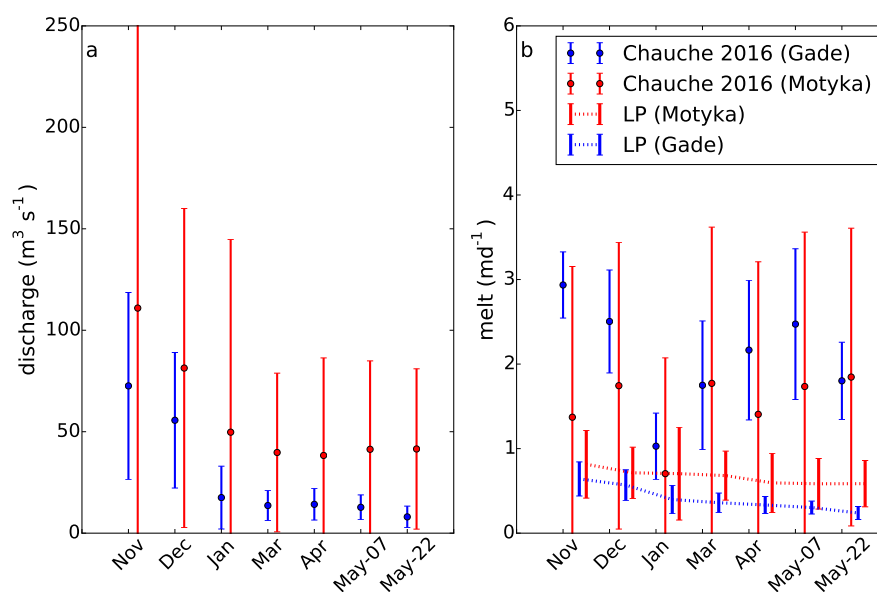 a
250
200
150
100
50
0
discharge (m³ s⁻¹)
Nov
Dec
Jan
Mar
Apr
May-07
May-22
b
6
5
4
3
2
1
0
melt (md⁻¹)
Chauche 2016 (Gade)
Chauche 2016 (Motyka)
LP (Motyka)
LP (Gade)
Nov
Dec
Jan
Mar
Apr
May-07
May-22